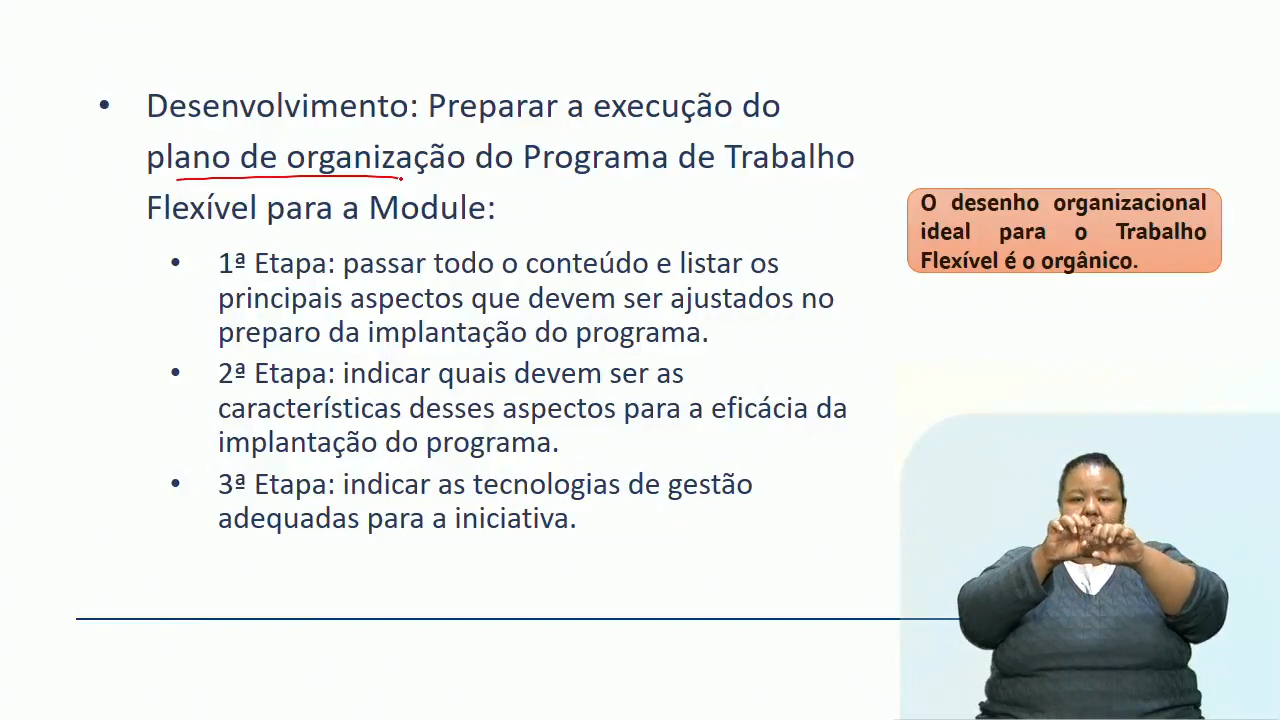 • Desenvolvimento: Preparar a execução do
plano de organização do Programa de Trabalho
Flexível para a Module:
• 1ª Etapa: passar todo o conteúdo e listar os
principais aspectos que devem ser ajustados no
preparo da implantação do programa.
• 2ª Etapa: indicar quais devem ser as
características desses aspectos para a eficácia da
implantação do programa.
• 3ª Etapa: indicar as tecnologias de gestão
adequadas para a iniciativa.
O desenho organizacional
ideal para o Trabalho
Flexível é o orgânico.